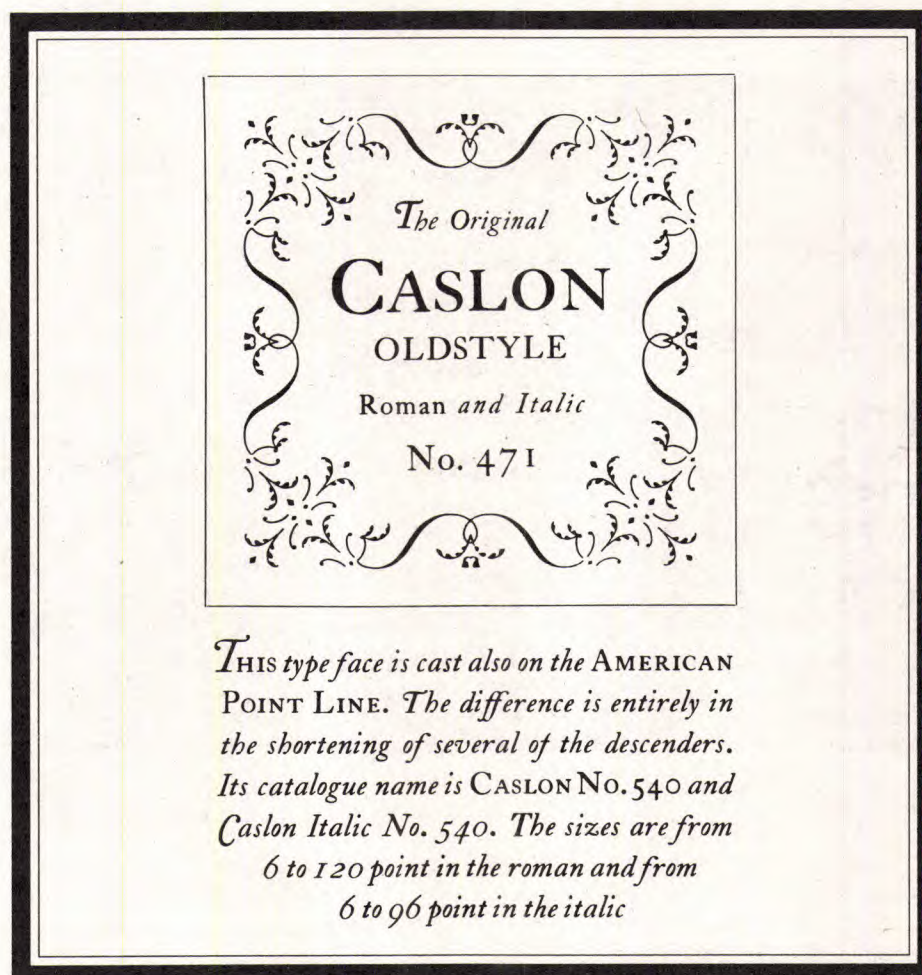 The Original
CASLON
OLDSTYLE
Roman and Italic
No. 471
THIS type face is cast also on the AMERICAN
POINT LINE. The difference is entirely in
the shortening of several of the descenders.
Its catalogue name is CASLON No. 540 and
Caslon Italic No. 540. The sizes are from
6 to 120 point in the roman and from
6 to 96 point in the italic